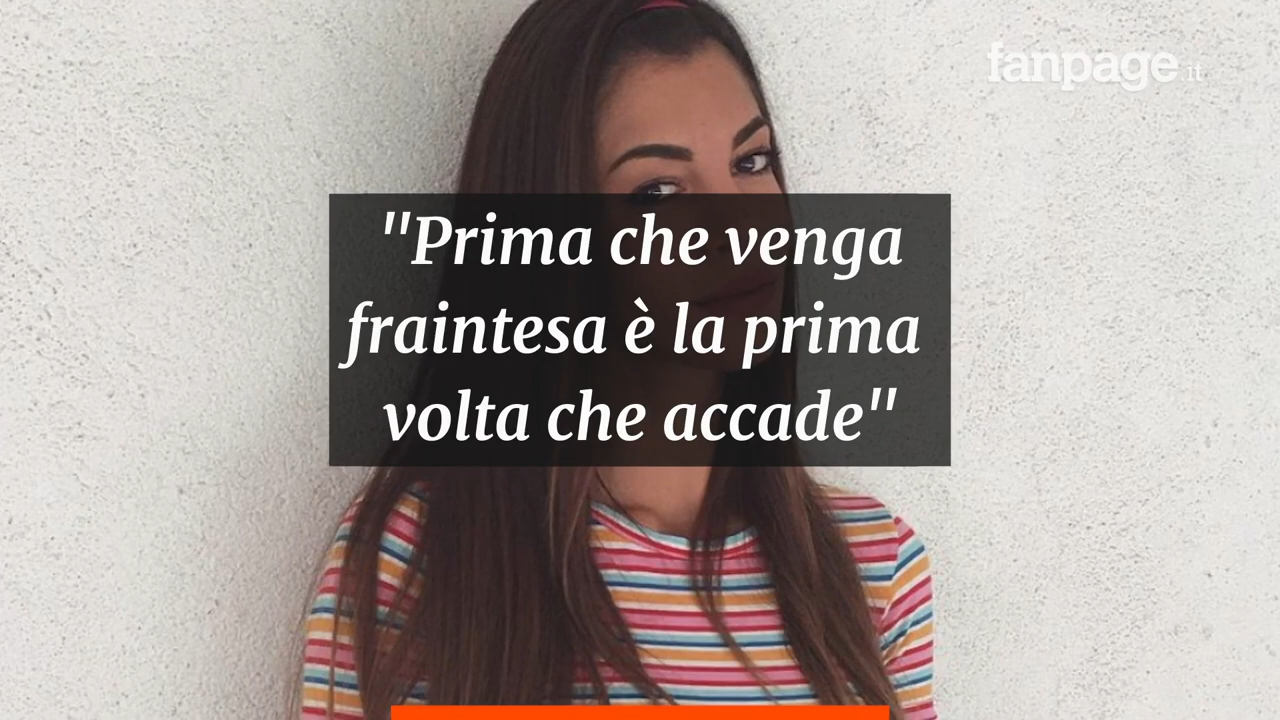 fanpage.it
"Prima che venga
fraintesa è la prima
volta che accade"